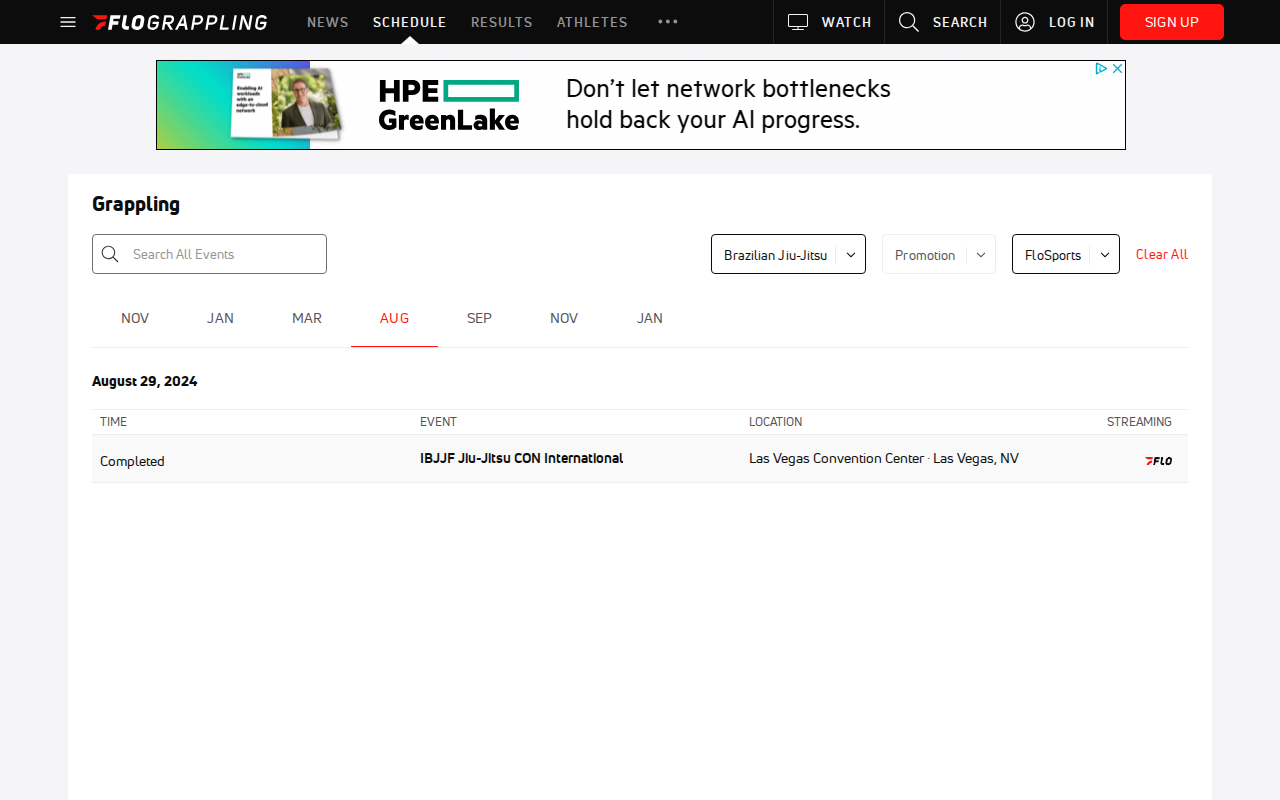 FLOGRAPPLING
NEWS
SCHEDULE
RESULTS
ATHLETES
WATCH
SEARCH
LOG IN
SIGN UP
Enabling AI
workloads
with an
edge-to-cloud
network
HPE
GreenLake
Don't let network bottlenecks
hold back your AI progress.
Grappling
Search All Events
Brazilian Jiu-Jitsu
Promotion
FloSports
Clear All
NOV
JAN
MAR
AUG
SEP
NOV
JAN
August 29, 2024
TIME
EVENT
LOCATION
STREAMING
Completed
IBJJF Jiu-Jitsu CON International
Las Vegas Convention Center · Las Vegas, NV
FLO